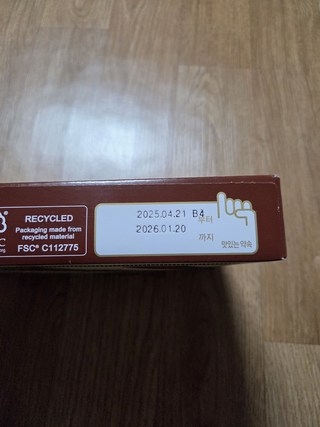 RECYCLED
Packaging made from
recycled material
FSC® C112775
2025.04.21 B4
부터
2026.01.20
까지
맛있는 약속